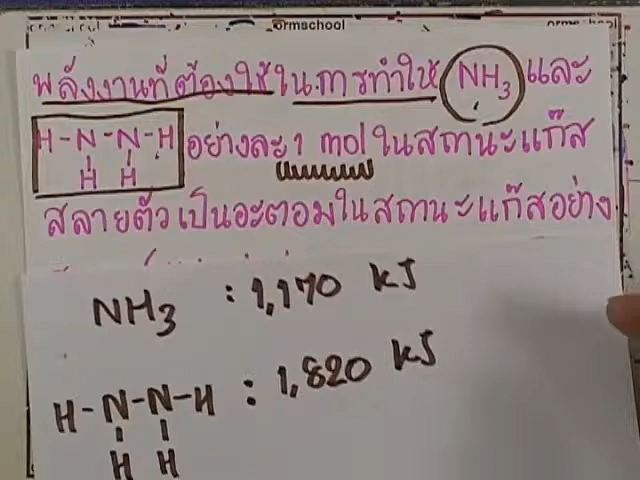 ormschool
พลังงานที่ต้องใช้ในการทำให้ NH₃ และ
H-N-N-H อย่างละ 1 mol ในสถานะแก๊ส
H H
สลายตัวเป็นอะตอมในสถานะแก๊สอย่าง
NH₃ : 1,170 kJ
H-N-N-H : 1,820 kJ
H H